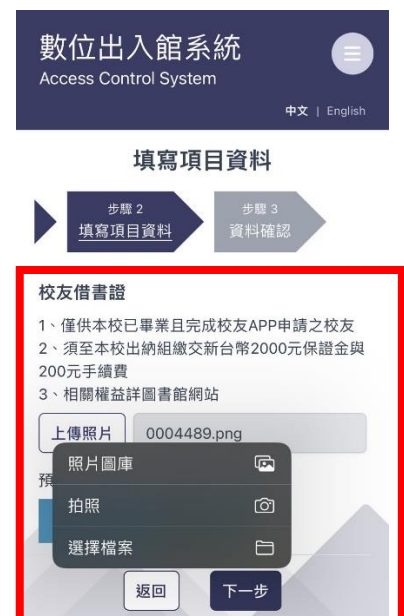 數位出入館系統
Access Control System
中文 | English
填寫項目資料
步驟 2
填寫項目資料
步驟 3
資料確認
校友借書證
1、僅供本校已畢業且完成校友APP申請之校友
2、須至本校出納組繳交新台幣2000元保證金與
200元手續費
3、相關權益詳圖書館網站
上傳照片 0004489.png
預
照片圖庫
拍照
選擇檔案
返回 下一步